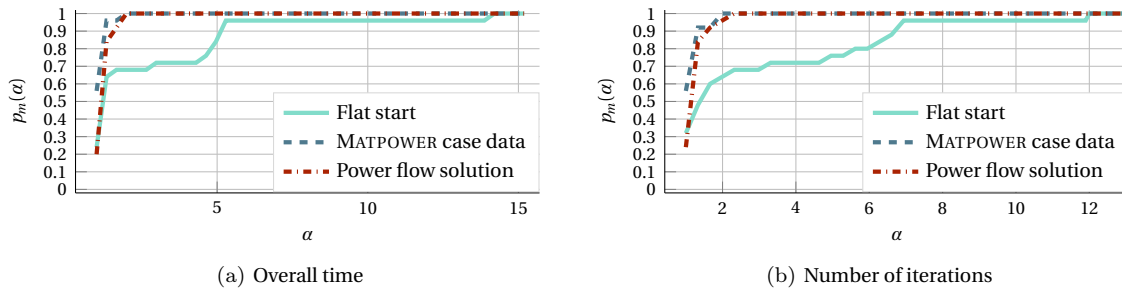 1
0.9
0.8
0.7
0.6
0.5
0.4
0.3
0.2
0.1
0
pm(α)
5
10
15
α
Flat start
MATPOWER case data
Power flow solution
(a) Overall time
1
0.9
0.8
0.7
0.6
0.5
0.4
0.3
0.2
0.1
0
pm(α)
2
4
6
8
10
12
α
Flat start
MATPOWER case data
Power flow solution
(b) Number of iterations